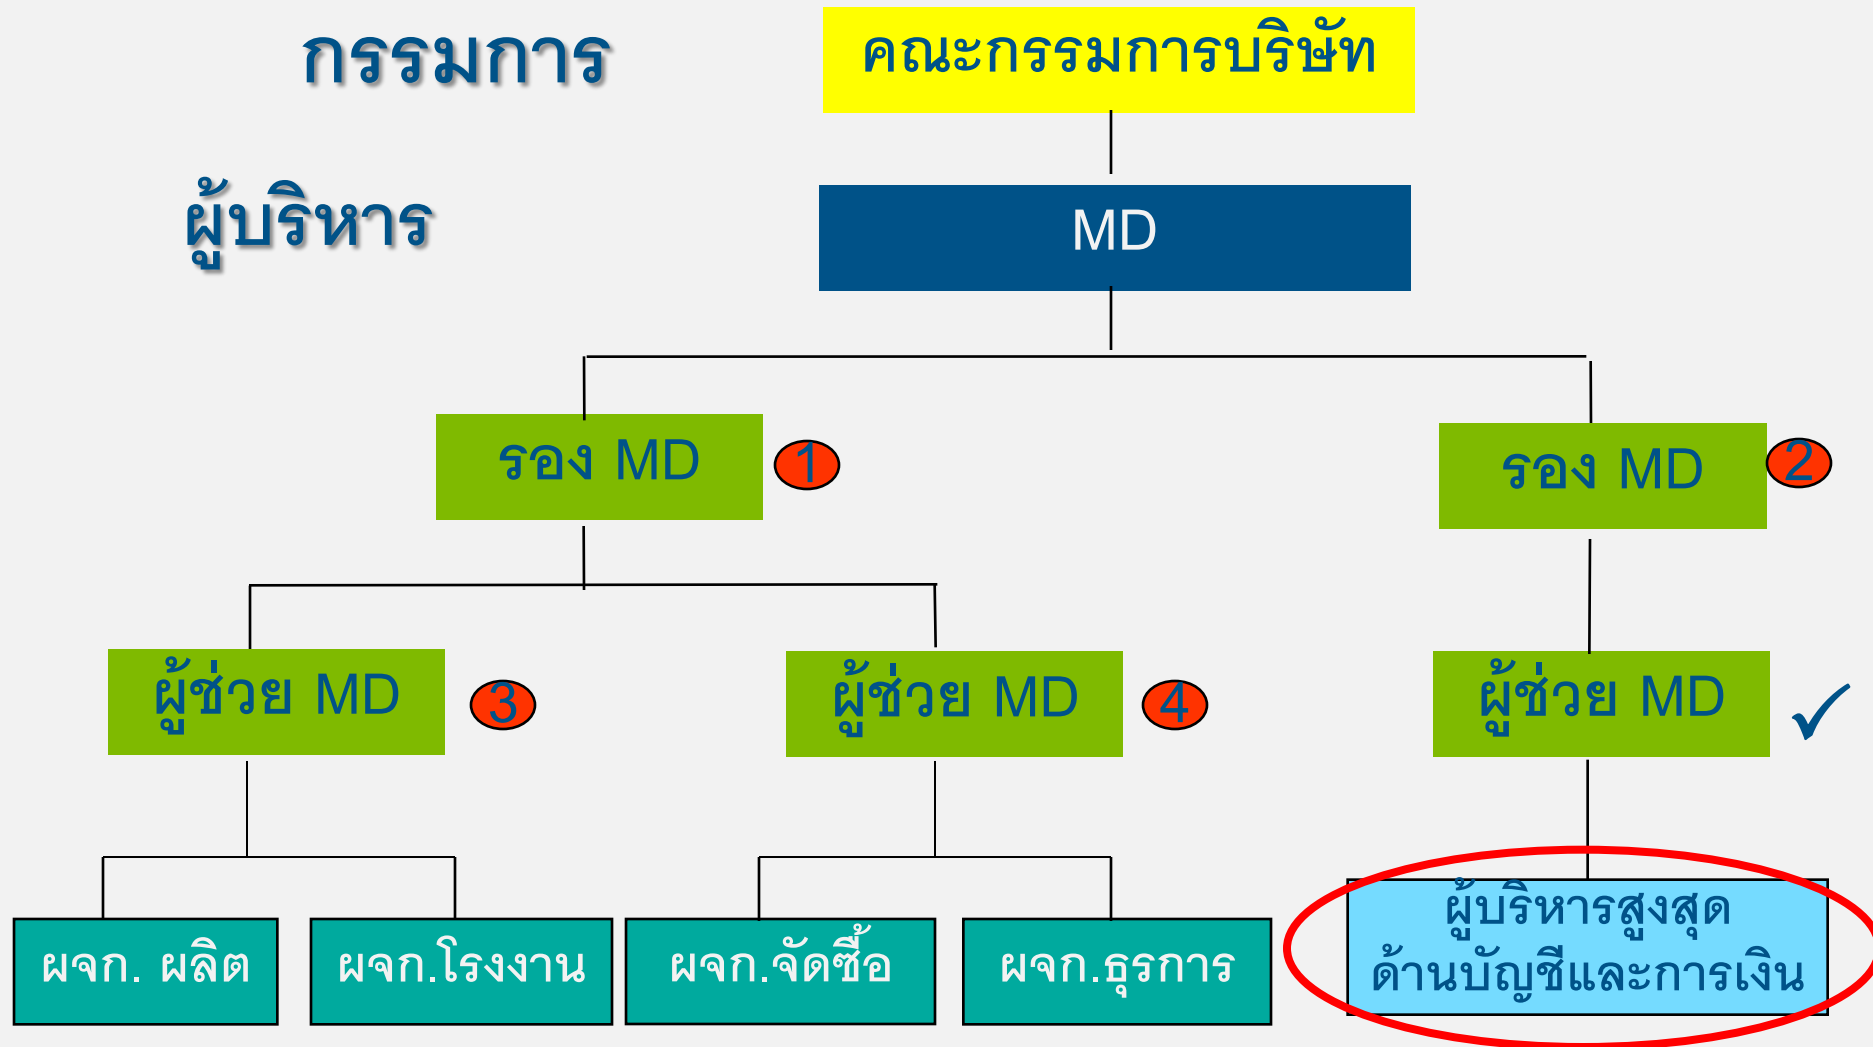 กรรมการ
คณะกรรมการบริษัท
ผู้บริหาร
MD
รอง MD
1
รอง MD
2
ผู้ช่วย MD
3
ผู้ช่วย MD
4
ผู้ช่วย MD
✓
ผจก. ผลิต
ผจก.โรงงาน
ผจก.จัดซื้อ
ผจก.ธุรการ
ผู้บริหารสูงสุด
ด้านบัญชีและการเงิน